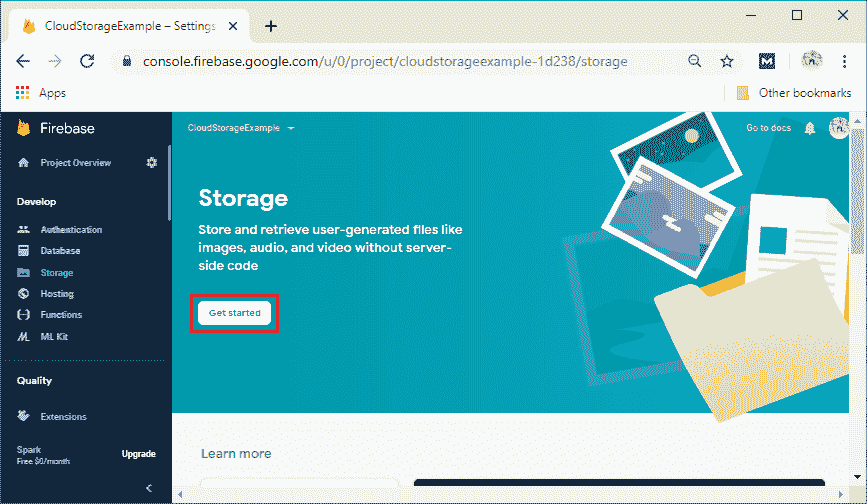 CloudStorageExample – Settings
console.firebase.google.com/u/0/project/cloudstorageexample-1d238/storage
Apps
Other bookmarks
Firebase
CloudStorageExample
Go to docs
Project Overview
Storage
Develop
Store and retrieve user-generated files like
images, audio, and video without server-
side code
Authentication
Database
Storage
Hosting
Functions
ML Kit
Get started
Quality
Extensions
Spark
Free $0/month
Upgrade
Learn more